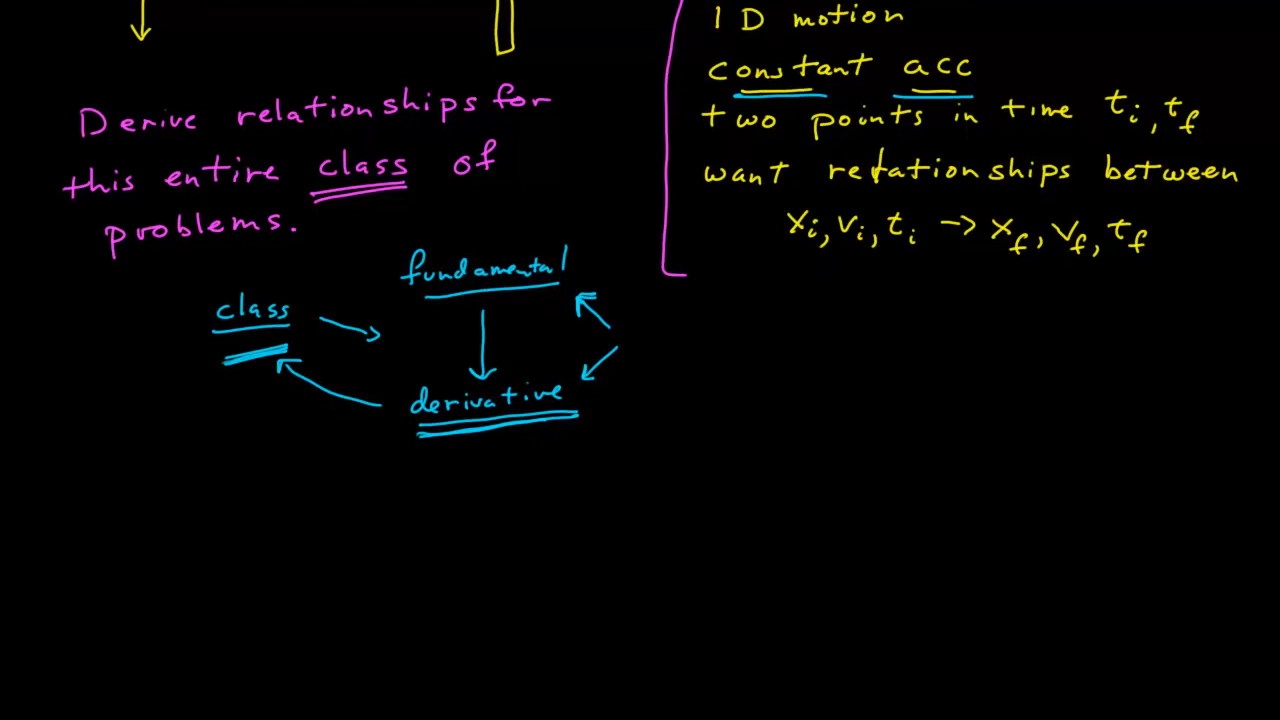 Derive relationships for
this entire class of
problems.
class
fundamental
derivative
1 D motion
constant acc
two points in time tᵢ, t_f
want relationships between
xᵢ, vᵢ, tᵢ -> x_f, v_f, t_f